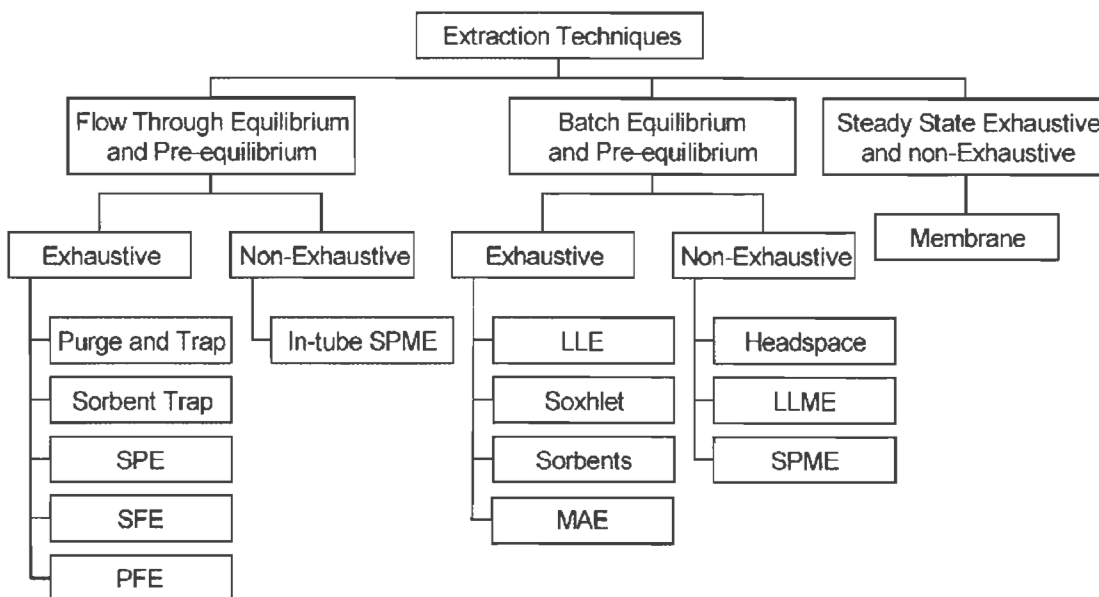 Extraction Techniques
Flow Through Equilibrium
and Pre-equilibrium
Batch Equilibrium
and Pre-equilibrium
Steady State Exhaustive
and non-Exhaustive
Exhaustive
Non-Exhaustive
Exhaustive
Non-Exhaustive
Membrane
Purge and Trap
Sorbent Trap
SPE
SFE
PFE
In-tube SPME
LLE
Soxhlet
Sorbents
MAE
Headspace
LLME
SPME